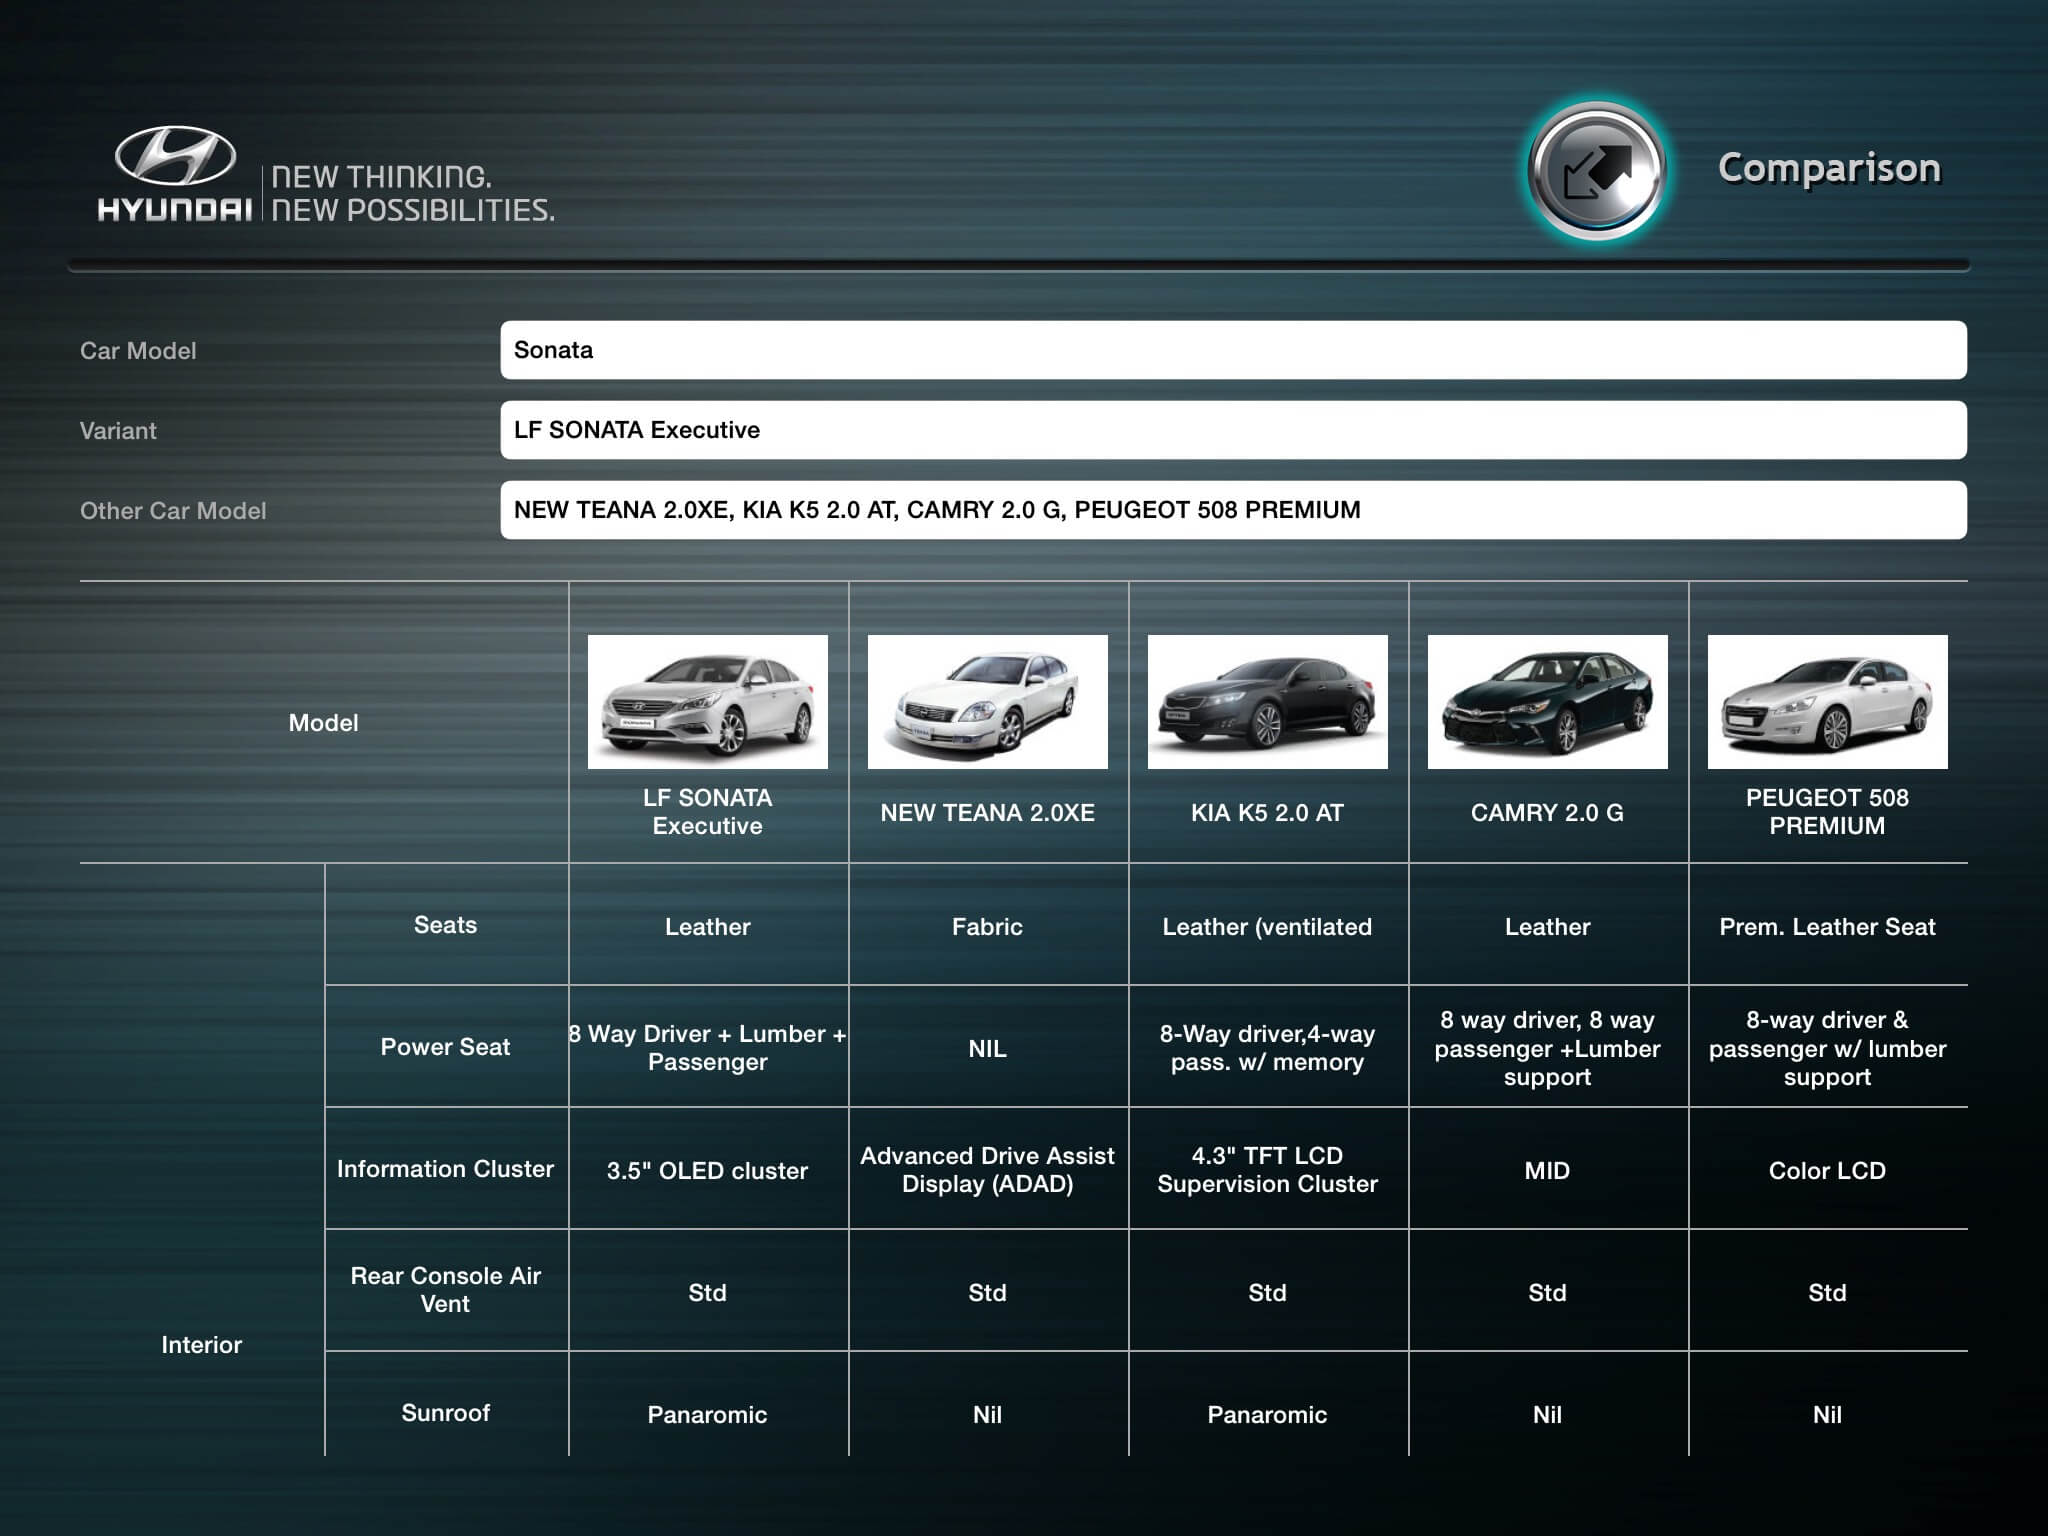 HYUNDAI
NEW THINKING.
NEW POSSIBILITIES.
Comparison
Car Model
Sonata
Variant
LF SONATA Executive
Other Car Model
NEW TEANA 2.0XE, KIA K5 2.0 AT, CAMRY 2.0 G, PEUGEOT 508 PREMIUM
Model
LF SONATA
Executive
NEW TEANA 2.0XE
KIA K5 2.0 AT
CAMRY 2.0 G
PEUGEOT 508
PREMIUM
Interior
Seats
Leather
Fabric
Leather (ventilated
Leather
Prem. Leather Seat
Power Seat
8 Way Driver + Lumber +
Passenger
NIL
8-Way driver,4-way
pass. w/ memory
8 way driver, 8 way
passenger +Lumber
support
8-way driver &
passenger w/ lumber
support
Information Cluster
3.5" OLED cluster
Advanced Drive Assist
Display (ADAD)
4.3" TFT LCD
Supervision Cluster
MID
Color LCD
Rear Console Air
Vent
Std
Std
Std
Std
Std
Sunroof
Panaromic
Nil
Panaromic
Nil
Nil